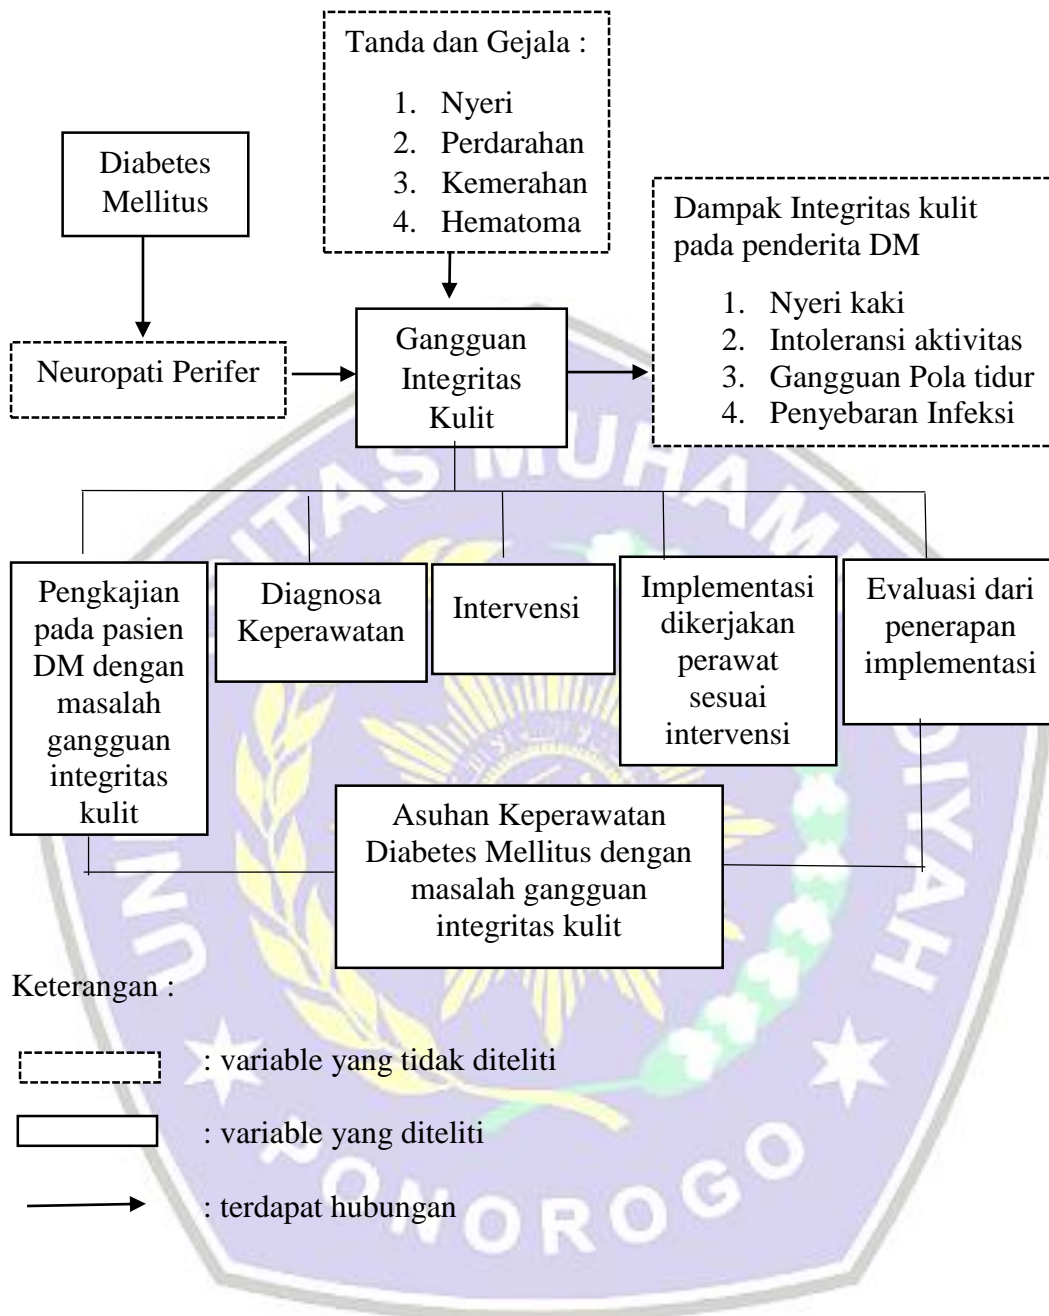 Tanda dan Gejala :
1. Nyeri
2. Perdarahan
3. Kemerahan
4. Hematoma
Diabetes
Mellitus
Dampak Integritas kulit
pada penderita DM
1. Nyeri kaki
2. Intoleransi aktivitas
3. Gangguan Pola tidur
4. Penyebaran Infeksi
Neuropati Perifer
Gangguan
Integritas
Kulit
Pengkajian
pada pasien
DM dengan
masalah
gangguan
integritas
kulit
Diagnosa
Keperawatan
Intervensi
Implementasi
dikerjakan
perawat
sesuai
intervensi
Evaluasi dari
penerapan
implementasi
Asuhan Keperawatan
Diabetes Mellitus dengan
masalah gangguan
integritas kulit
Keterangan :
: variable yang tidak diteliti
: variable yang diteliti
: terdapat hubungan
PONOROGO